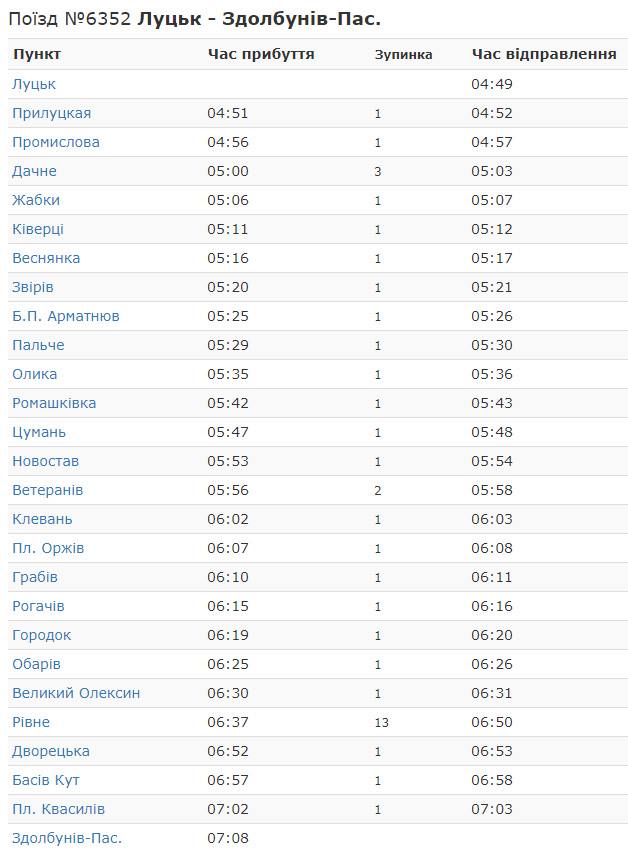 Поїзд №6352 Луцьк - Здолбунів-Пас.
Пункт Час прибуття Зупинка Час відправлення
Луцьк 04:49
Прилуцкая 04:51 1 04:52
Промислова 04:56 1 04:57
Дачне 05:00 3 05:03
Жабки 05:06 1 05:07
Ківерці 05:11 1 05:12
Веснянка 05:16 1 05:17
Звірів 05:20 1 05:21
Б.П. Арматнюв 05:25 1 05:26
Пальче 05:29 1 05:30
Олика 05:35 1 05:36
Ромашківка 05:42 1 05:43
Цумань 05:47 1 05:48
Новостав 05:53 1 05:54
Ветеранів 05:56 2 05:58
Клевань 06:02 1 06:03
Пл. Оржів 06:07 1 06:08
Грабів 06:10 1 06:11
Рогачів 06:15 1 06:16
Городок 06:19 1 06:20
Обарів 06:25 1 06:26
Великий Олексин 06:30 1 06:31
Рівне 06:37 13 06:50
Дворецька 06:52 1 06:53
Басів Кут 06:57 1 06:58
Пл. Квасилів 07:02 1 07:03
Здолбунів-Пас. 07:08